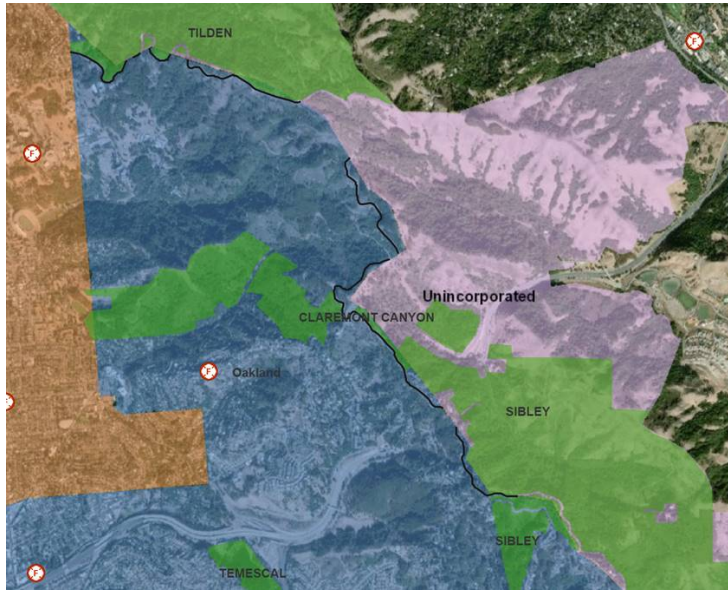 TILDEN
F
F
Unincorporated
CLAREMONT CANYON
F
Oakland
F
SIBLEY
SIBLEY
F
TEMESCAL